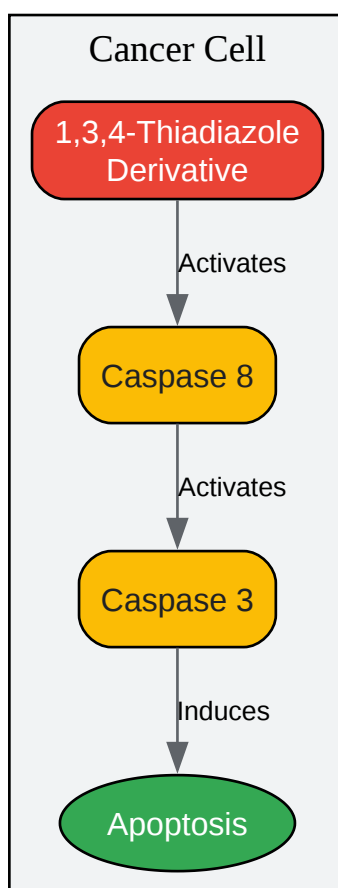 Cancer Cell
1,3,4-Thiadiazole
Derivative
Activates
Caspase 8
Activates
Caspase 3
Induces
Apoptosis